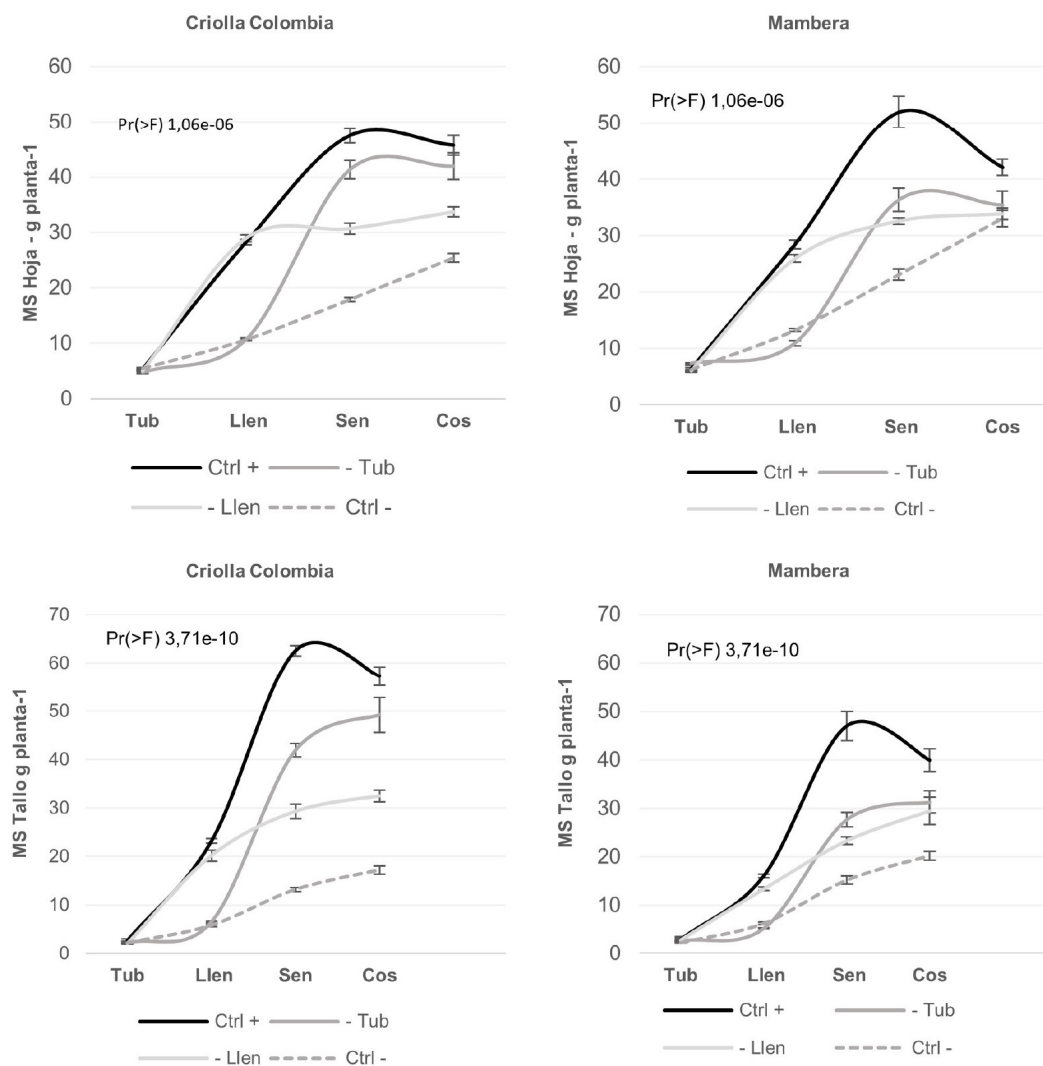 Criolla Colombia
MS Hoja - g planta-1
60
50
40
30
20
10
0
Pr(>F) 1,06e-06
Tub Llen Sen Cos
Ctrl + - Tub
- Llen Ctrl -
Mambera
MS Hoja - g planta-1
60
50
40
30
20
10
0
Pr(>F) 1,06e-06
Tub Llen Sen Cos
Ctrl + - Tub
- Llen Ctrl -
Criolla Colombia
MS Tallo g planta-1
70
60
50
40
30
20
10
0
Pr(>F) 3,71e-10
Tub Llen Sen Cos
Ctrl + - Tub
- Llen Ctrl -
Mambera
MS Tallo g planta-1
70
60
50
40
30
20
10
0
Pr(>F) 3,71e-10
Tub Llen Sen Cos
Ctrl + - Tub
- Llen Ctrl -